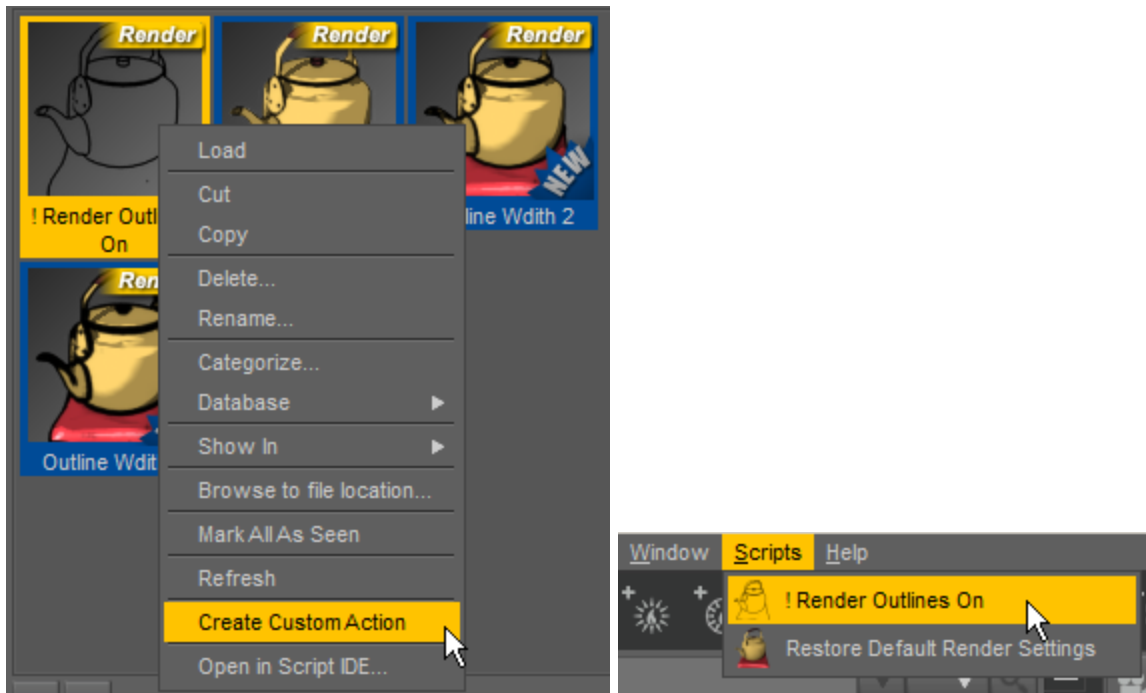 Render
Render
Render
NEW
! Render Outl
On
line Wdith 2
Ren
Outline Wdit
Load
Cut
Copy
Delete...
Rename...
Categorize...
Database
Show In
Browse to file location...
Mark All As Seen
Refresh
Create Custom Action
Open in Script IDE...
Window Scripts Help
! Render Outlines On
Restore Default Render Settings